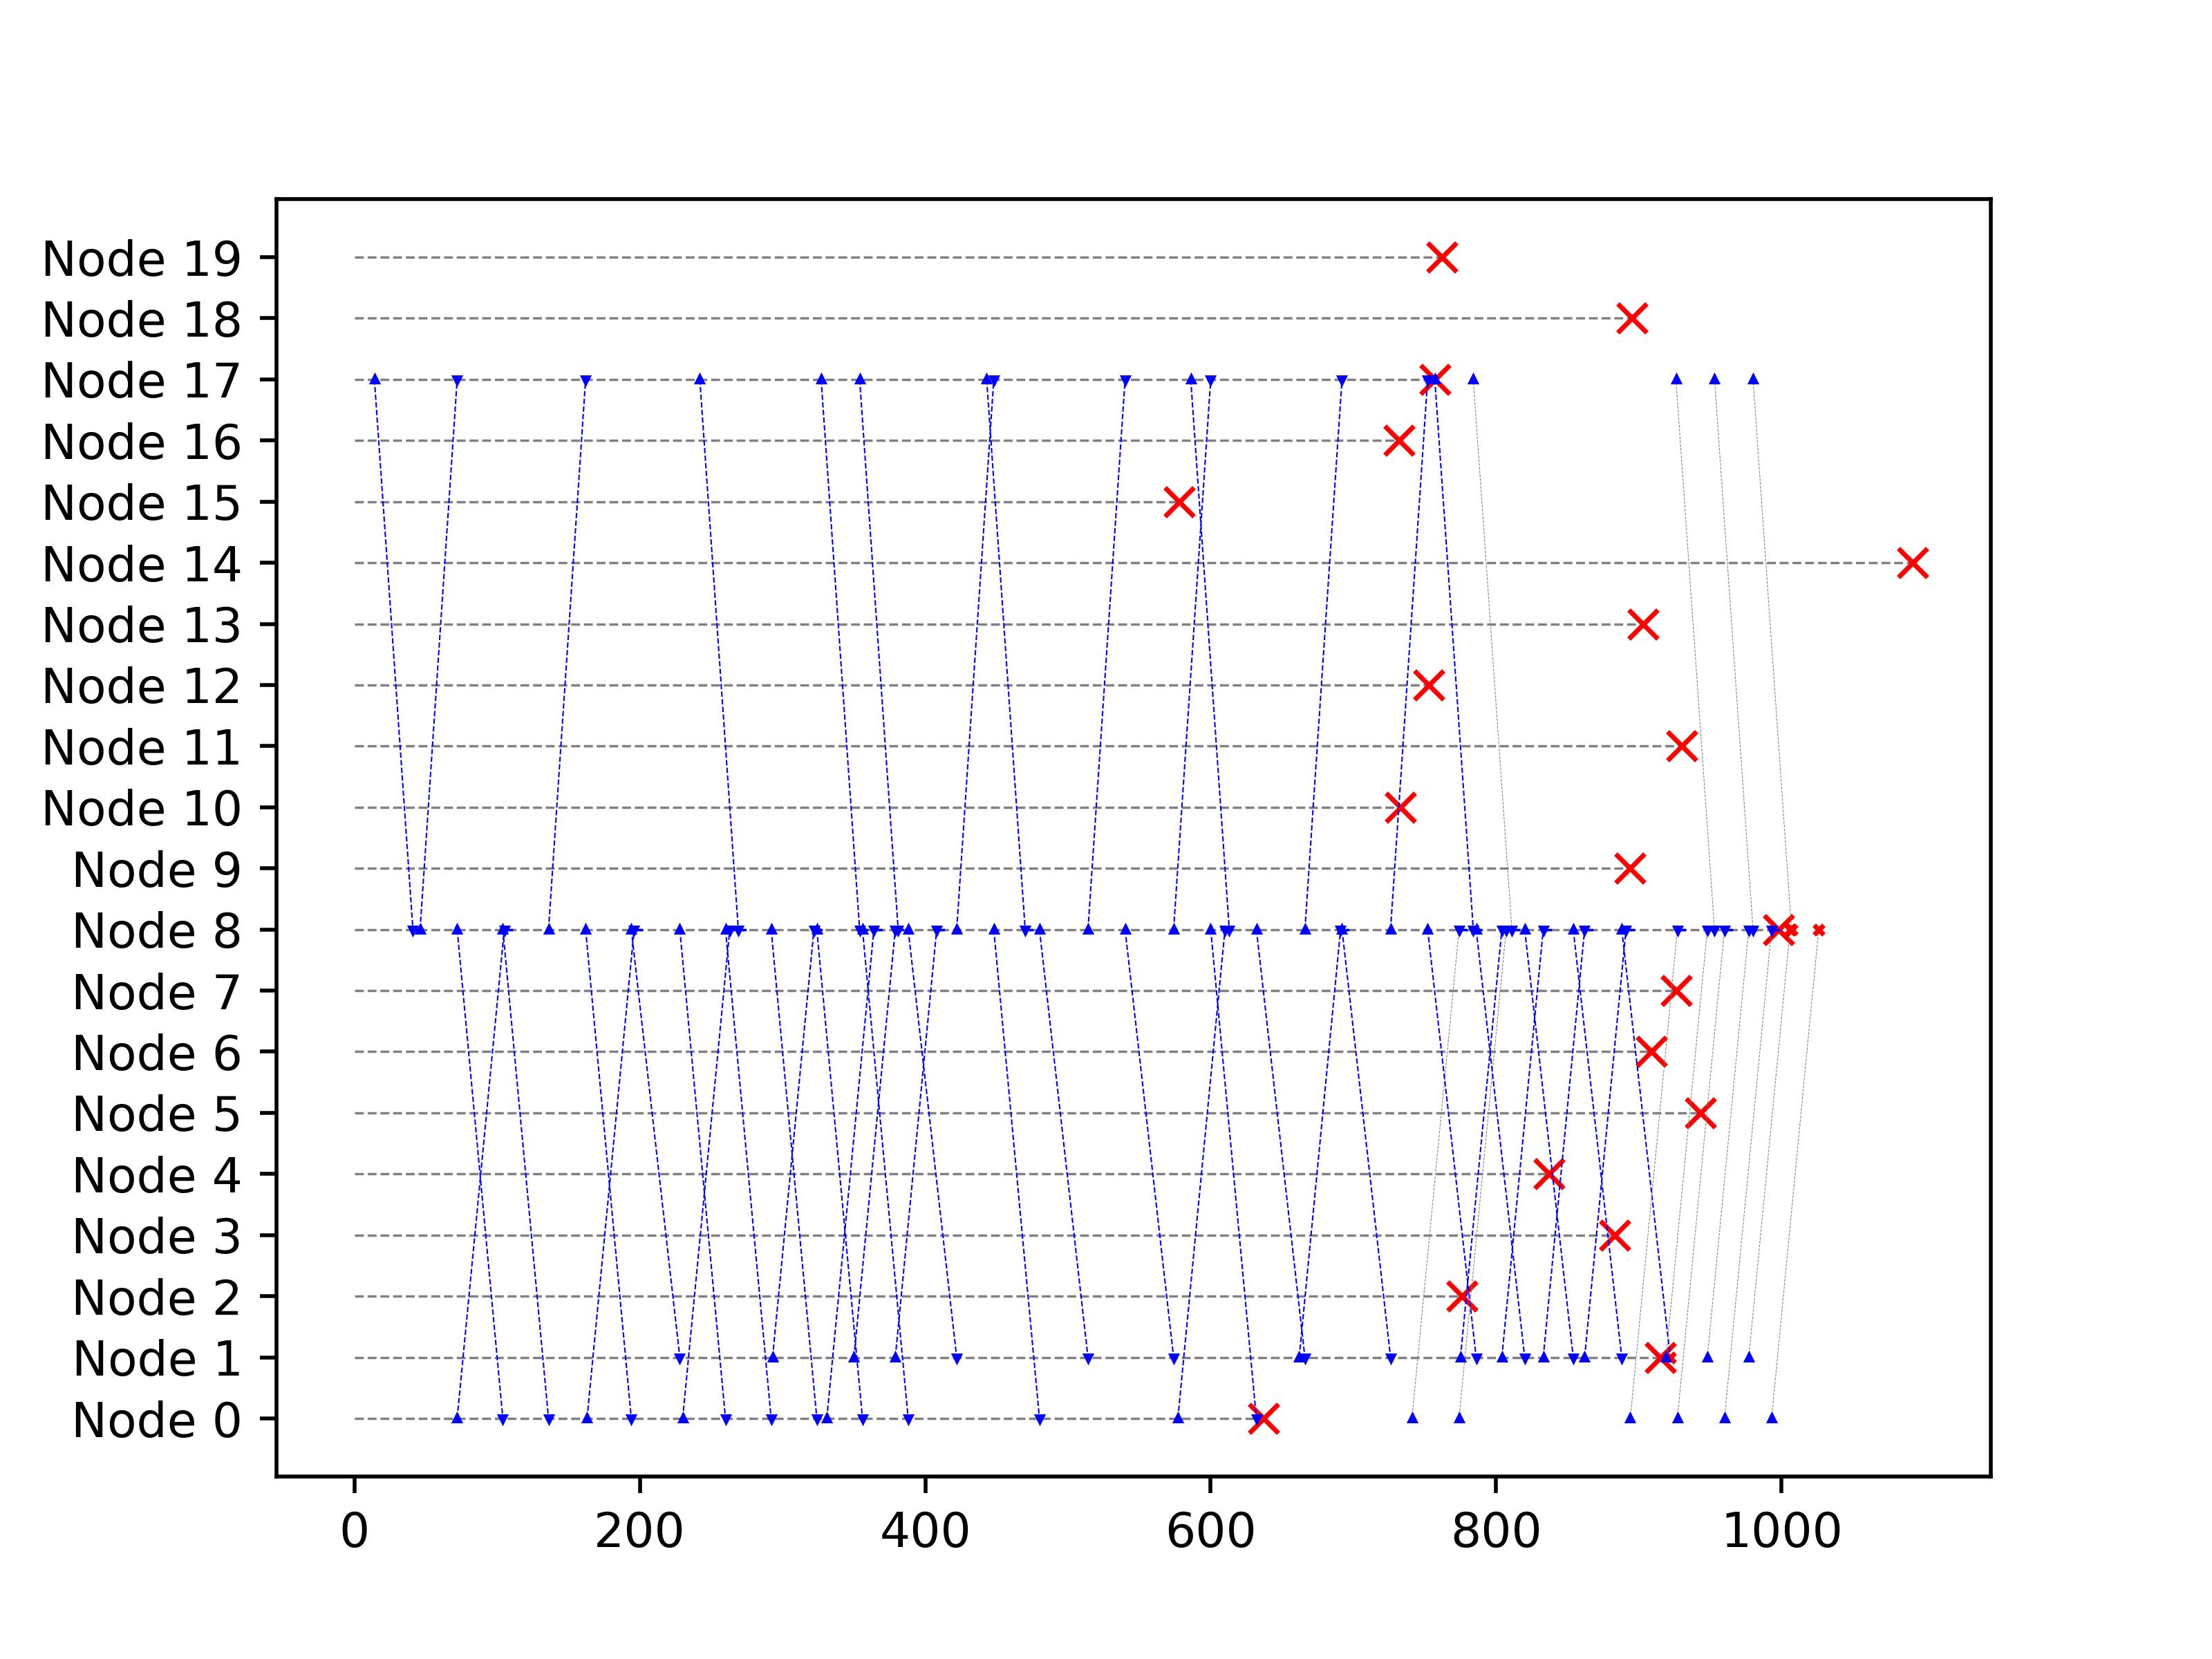 Node 19
Node 18
Node 17
Node 16
Node 15
Node 14
Node 13
Node 12
Node 11
Node 10
Node 9
Node 8
Node 7
Node 6
Node 5
Node 4
Node 3
Node 2
Node 1
Node 0
0 200 400 600 800 1000